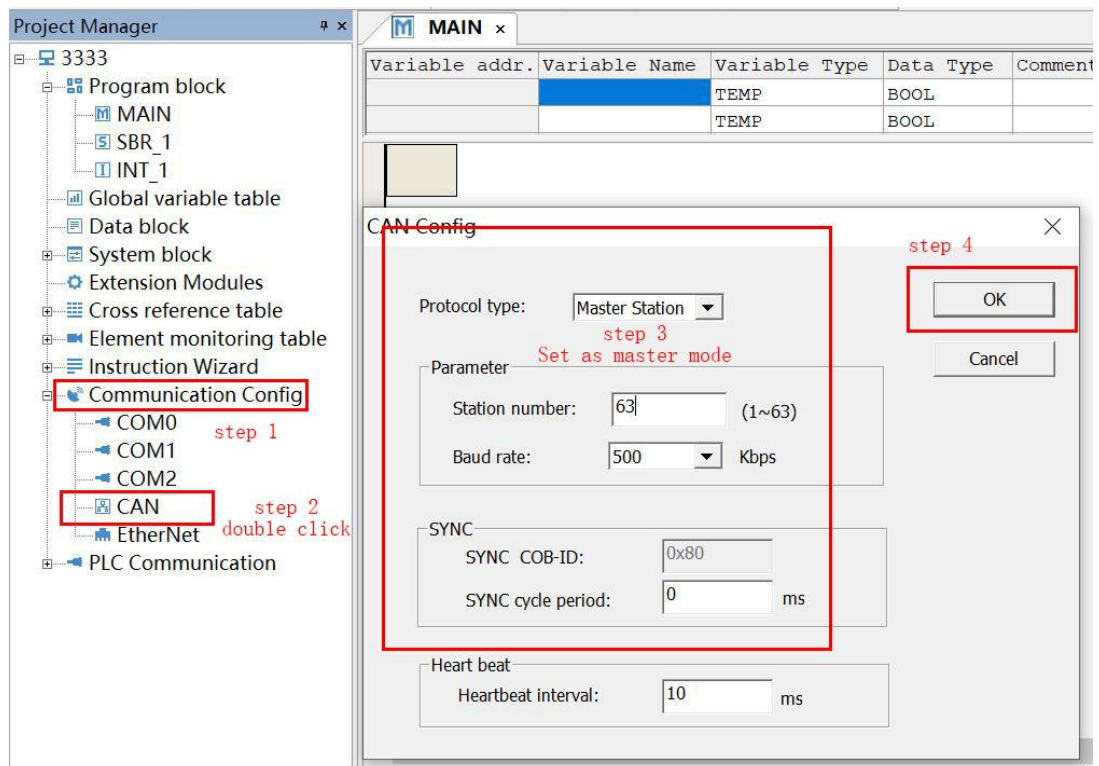 Project Manager
MAIN
3333
Program block
MAIN
SBR_1
INT_1
Global variable table
Data block
System block
Extension Modules
Cross reference table
Element monitoring table
Instruction Wizard
Communication Config
COM0
step 1
COM1
COM2
CAN
step 2
double click
EtherNet
PLC Communication
Variable addr. Variable Name Variable Type Data Type Comment
TEMP BOOL
TEMP BOOL
CAN Config
step 4
Protocol type: Master Station
OK
step 3
Set as master mode
Cancel
Parameter
Station number: 63 (1~63)
Baud rate: 500 Kbps
SYNC
SYNC COB-ID: 0x80
SYNC cycle period: 0 ms
Heart beat
Heartbeat interval: 10 ms